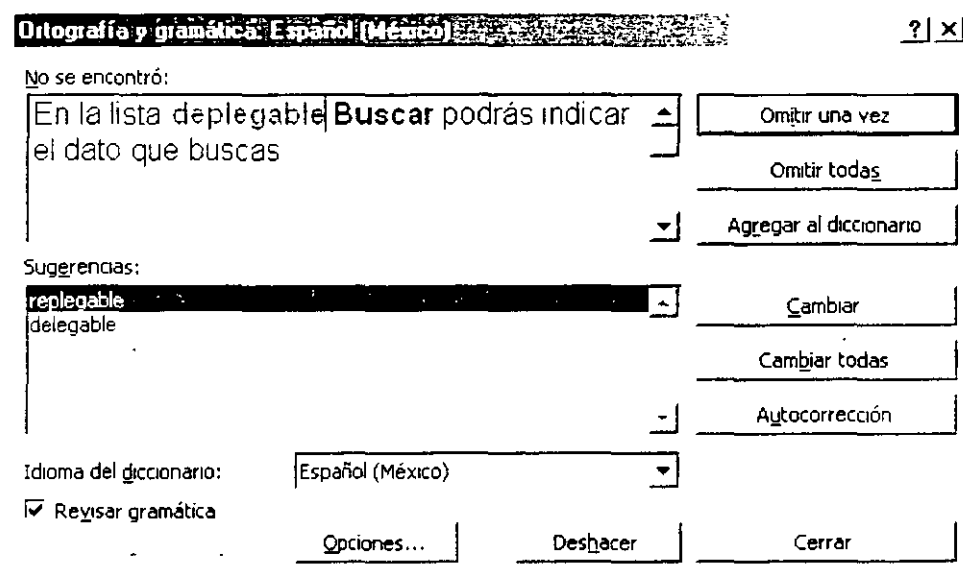 Ortografía y gramática: Español (México)
? ×
No se encontró:
En la lista deplegable Buscar podrás indicar
el dato que buscas
Omitir una vez
Omitir todas
Agregar al diccionario
Sugerencias:
replegable
delegable
Cambiar
Cambiar todas
Autocorrección
Idioma del diccionario: Español (México)
Revisar gramática
Opciones... Deshacer Cerrar